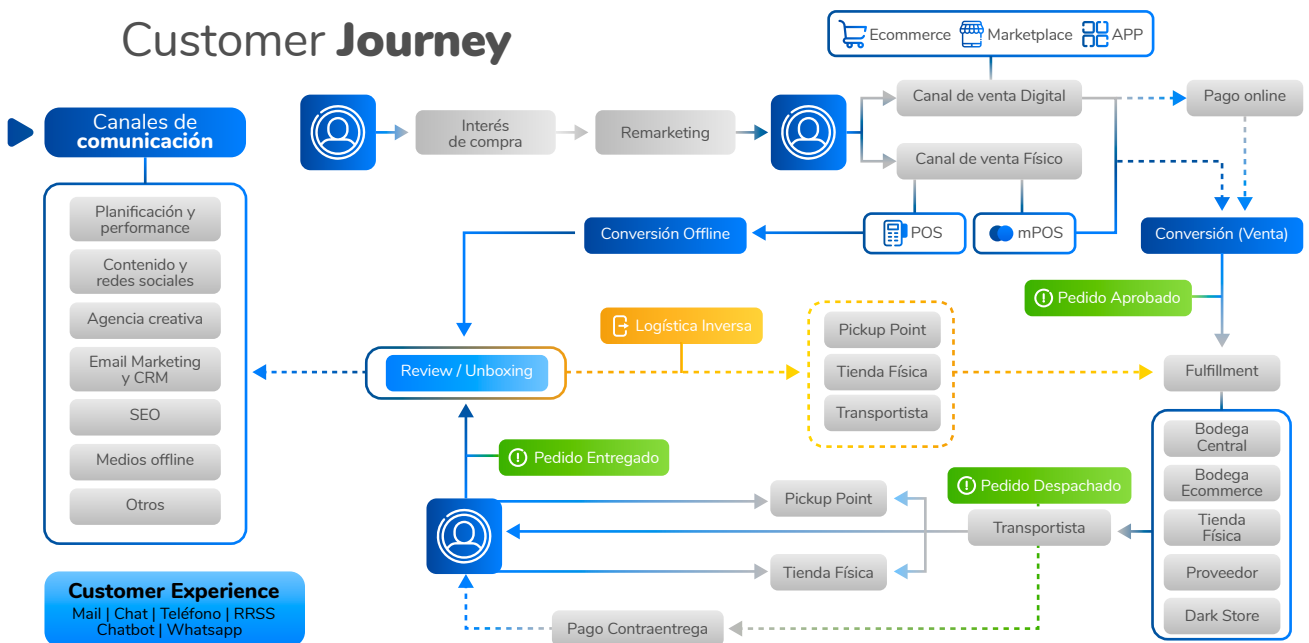 Customer Journey
Ecommerce
Marketplace
APP
Canales de
comunicación
Interés
de compra
Remarketing
Canal de venta Digital
Pago online
Canal de venta Físico
Planificación y
performance
Contenido y
redes sociales
Agencia creativa
Email Marketing
y CRM
SEO
Medios offline
Otros
Conversión Offline
POS
mPOS
Conversión (Venta)
Pedido Aprobado
Logística Inversa
Review / Unboxing
Pickup Point
Tienda Física
Transportista
Fulfillment
Bodega
Central
Bodega
Ecommerce
Tienda
Física
Proveedor
Dark Store
Pedido Entregado
Pedido Despachado
Pickup Point
Transportista
Tienda Física
Pago Contraentrega
Customer Experience
Mail | Chat | Teléfono | RRSS
Chatbot | Whatsapp